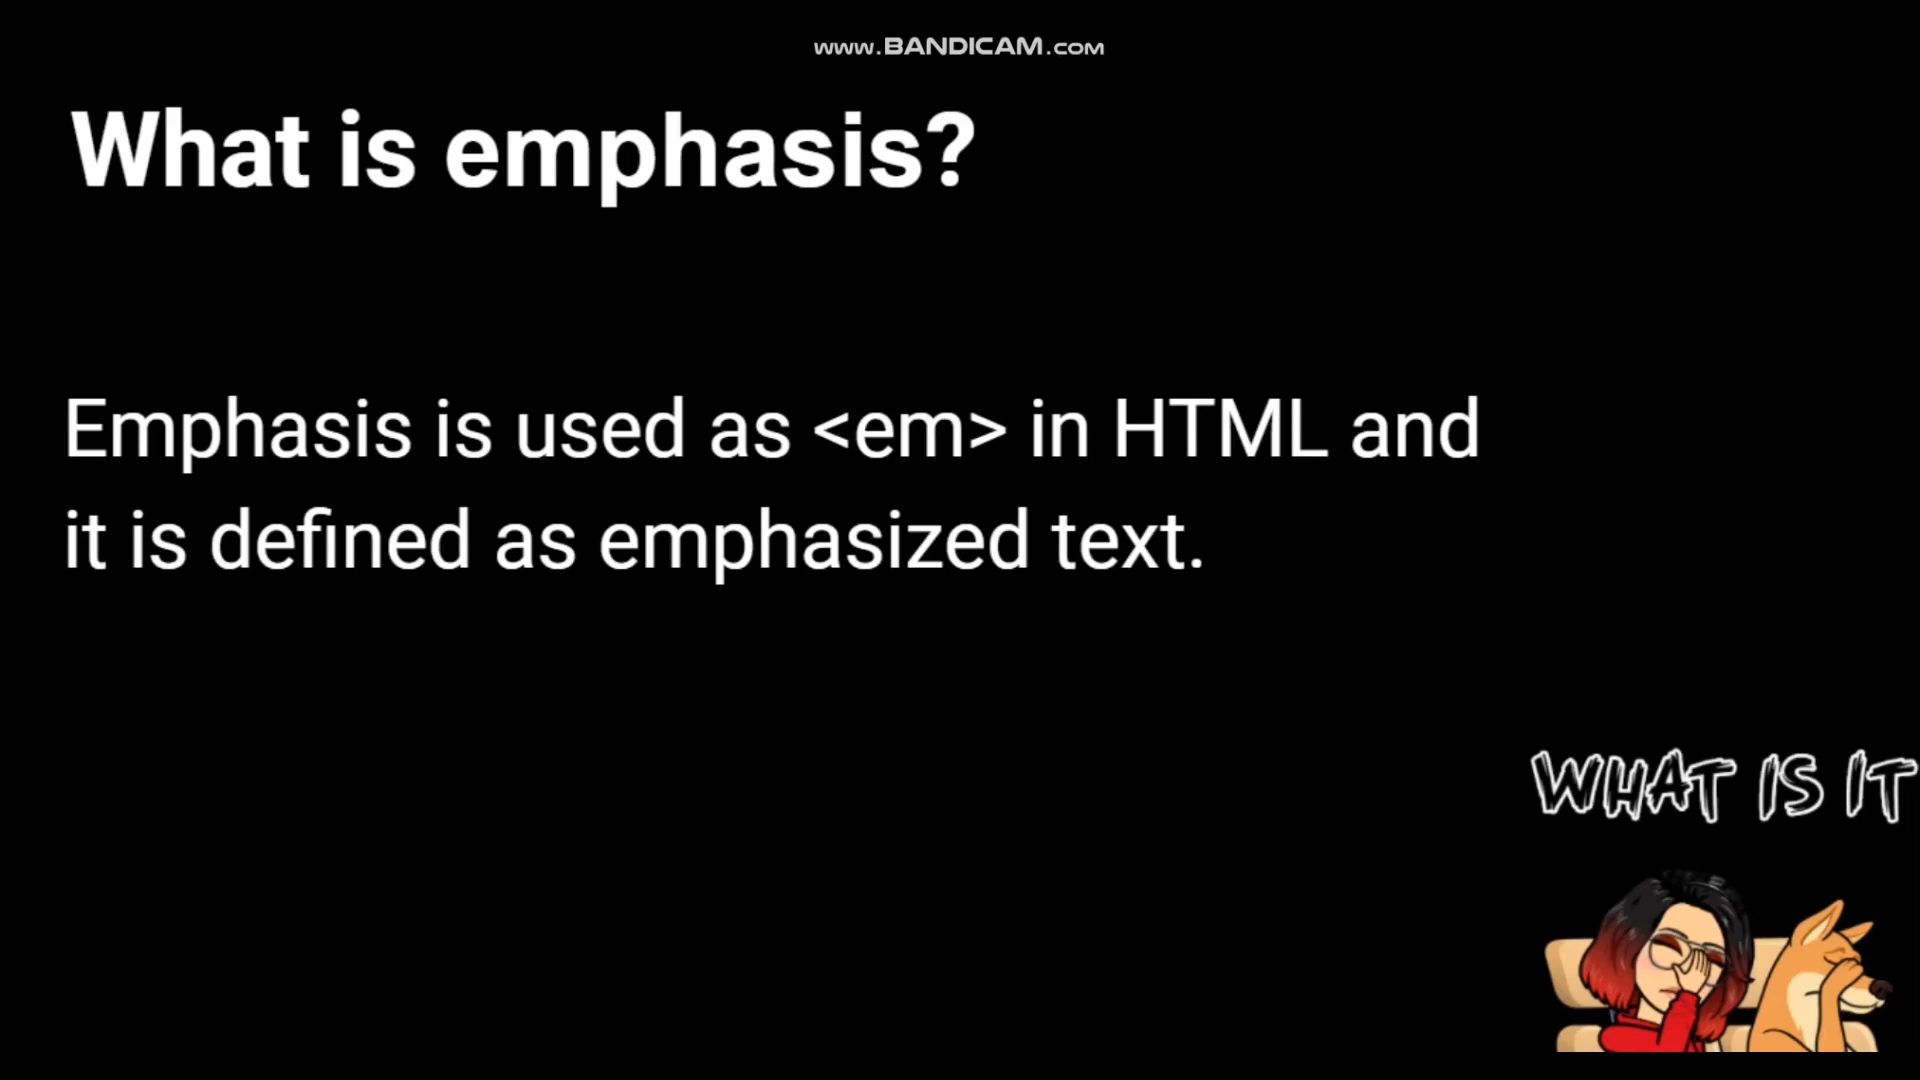 www.BANDICAM.com
What is emphasis?
Emphasis is used as <em> in HTML and
it is defined as emphasized text.
WHAT IS IT